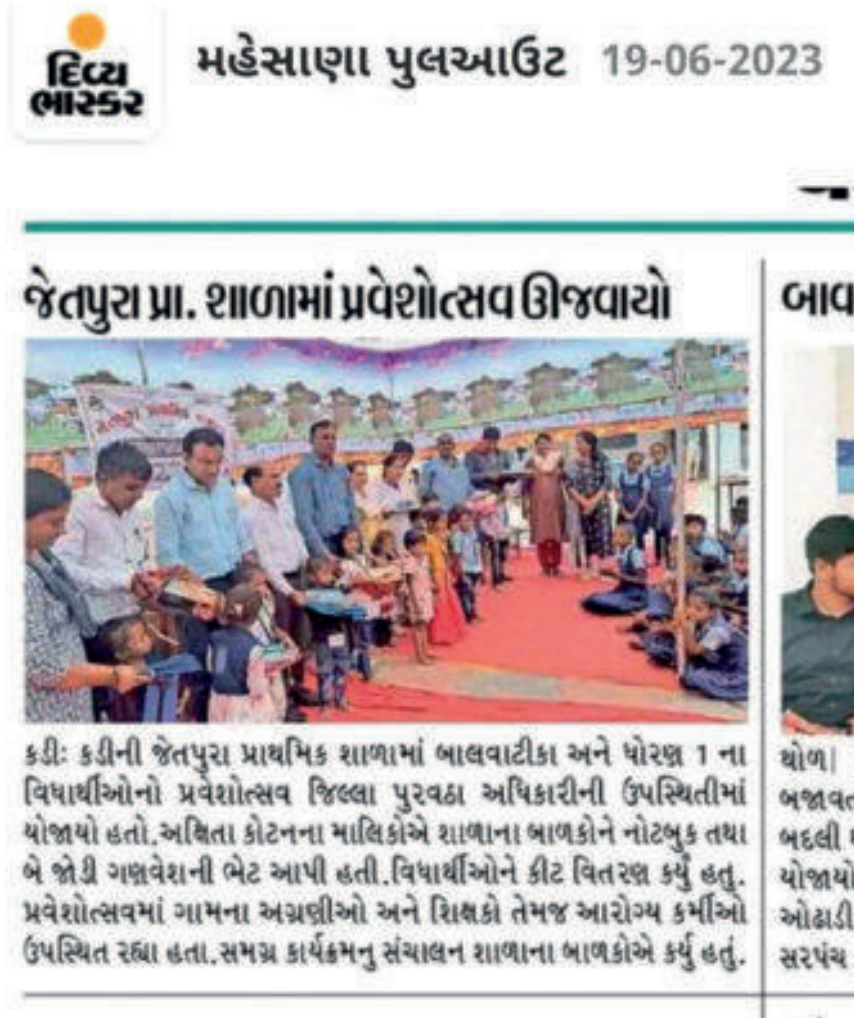 દિવ્ય
ભાસ્કર
મહેસાણા પુલઆઉટ 19-06-2023
જેતપુરા પ્રા. શાળામાં પ્રવેશોત્સવ ઊજવાયો
કડીઃ કડીની જેતપુરા પ્રાથમિક શાળામાં બાલવાટીકા અને ધોરણ 1 ના
વિધાર્થીઓનો પ્રવેશોત્સવ જિલ્લા પુરવઠા અધિકારીની ઉપસ્થિતીમાં
યોજાયો હતો.અક્ષિતા કોટનના માલિકોએ શાળાના બાળકોને નોટબુક તથા
બે જોડી ગણવેશની ભેટ આપી હતી.વિધાર્થીઓને કીટ વિતરણ કર્યું હતુ.
પ્રવેશોત્સવમાં ગામના અગ્રણીઓ અને શિક્ષકો તેમજ આરોગ્ય કર્મીઓ
ઉપસ્થિત રહ્યા હતા.સમગ્ર કાર્યક્રમનુ સંચાલન શાળાના બાળકોએ કર્યુ હતું.
બાવ
થોળ|
બજાવત
બદલી
યોજાયો
ઓઢાડી
સરપંચ